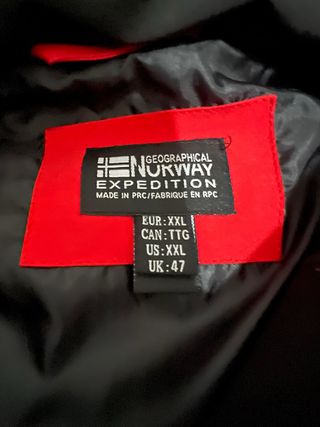 GEOGRAPHICAL
NORWAY
EXPEDITION
MADE IN PRC/FABRIQUE EN RPC
EUR:XXL
CAN:TTG
US:XXL
UK:47